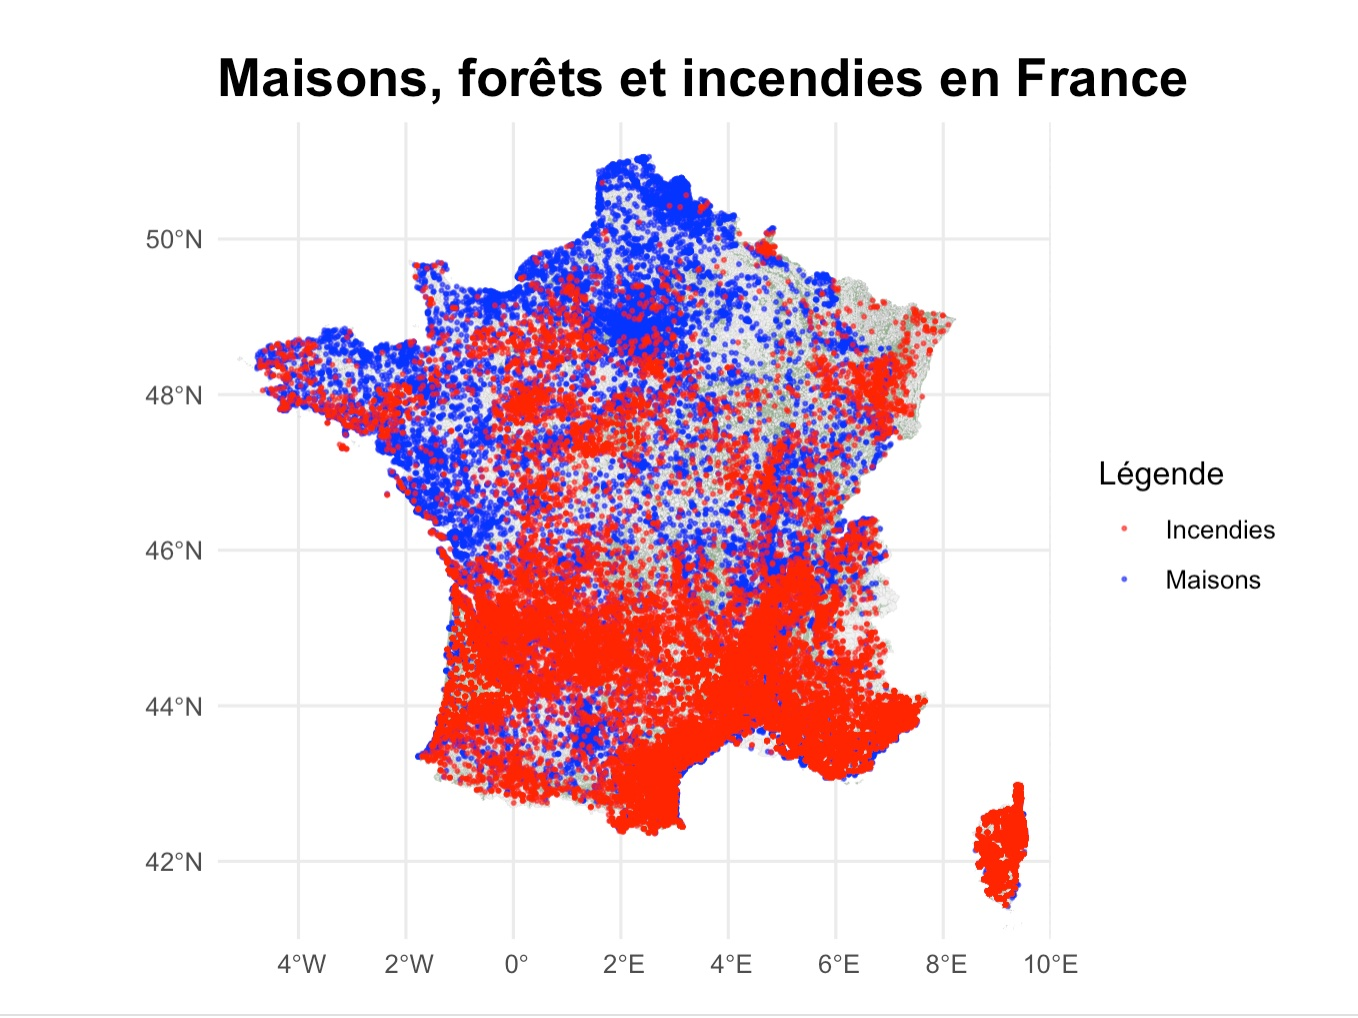 Maisons, forêts et incendies en France
50°N
48°N
46°N
44°N
42°N
4°W
2°W
0°
2°E
4°E
6°E
8°E
10°E
Légende
Incendies
Maisons